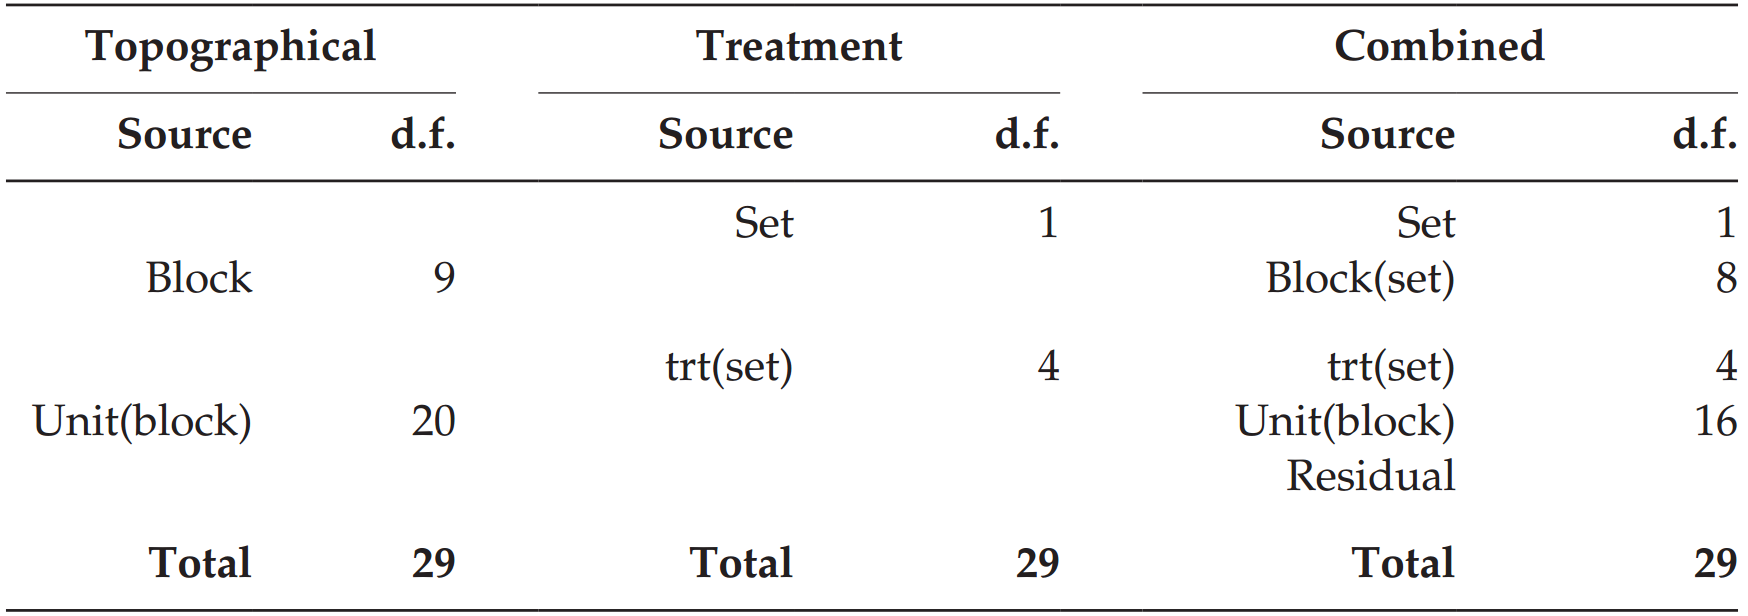 Topographical Treatment Combined
Source d.f. Source d.f. Source d.f.
Set 1 Set 1
Block 9 Block(set) 8
trt(set) 4 trt(set) 4
Unit(block) 20 Unit(block) 16
Residual
Total 29 Total 29 Total 29